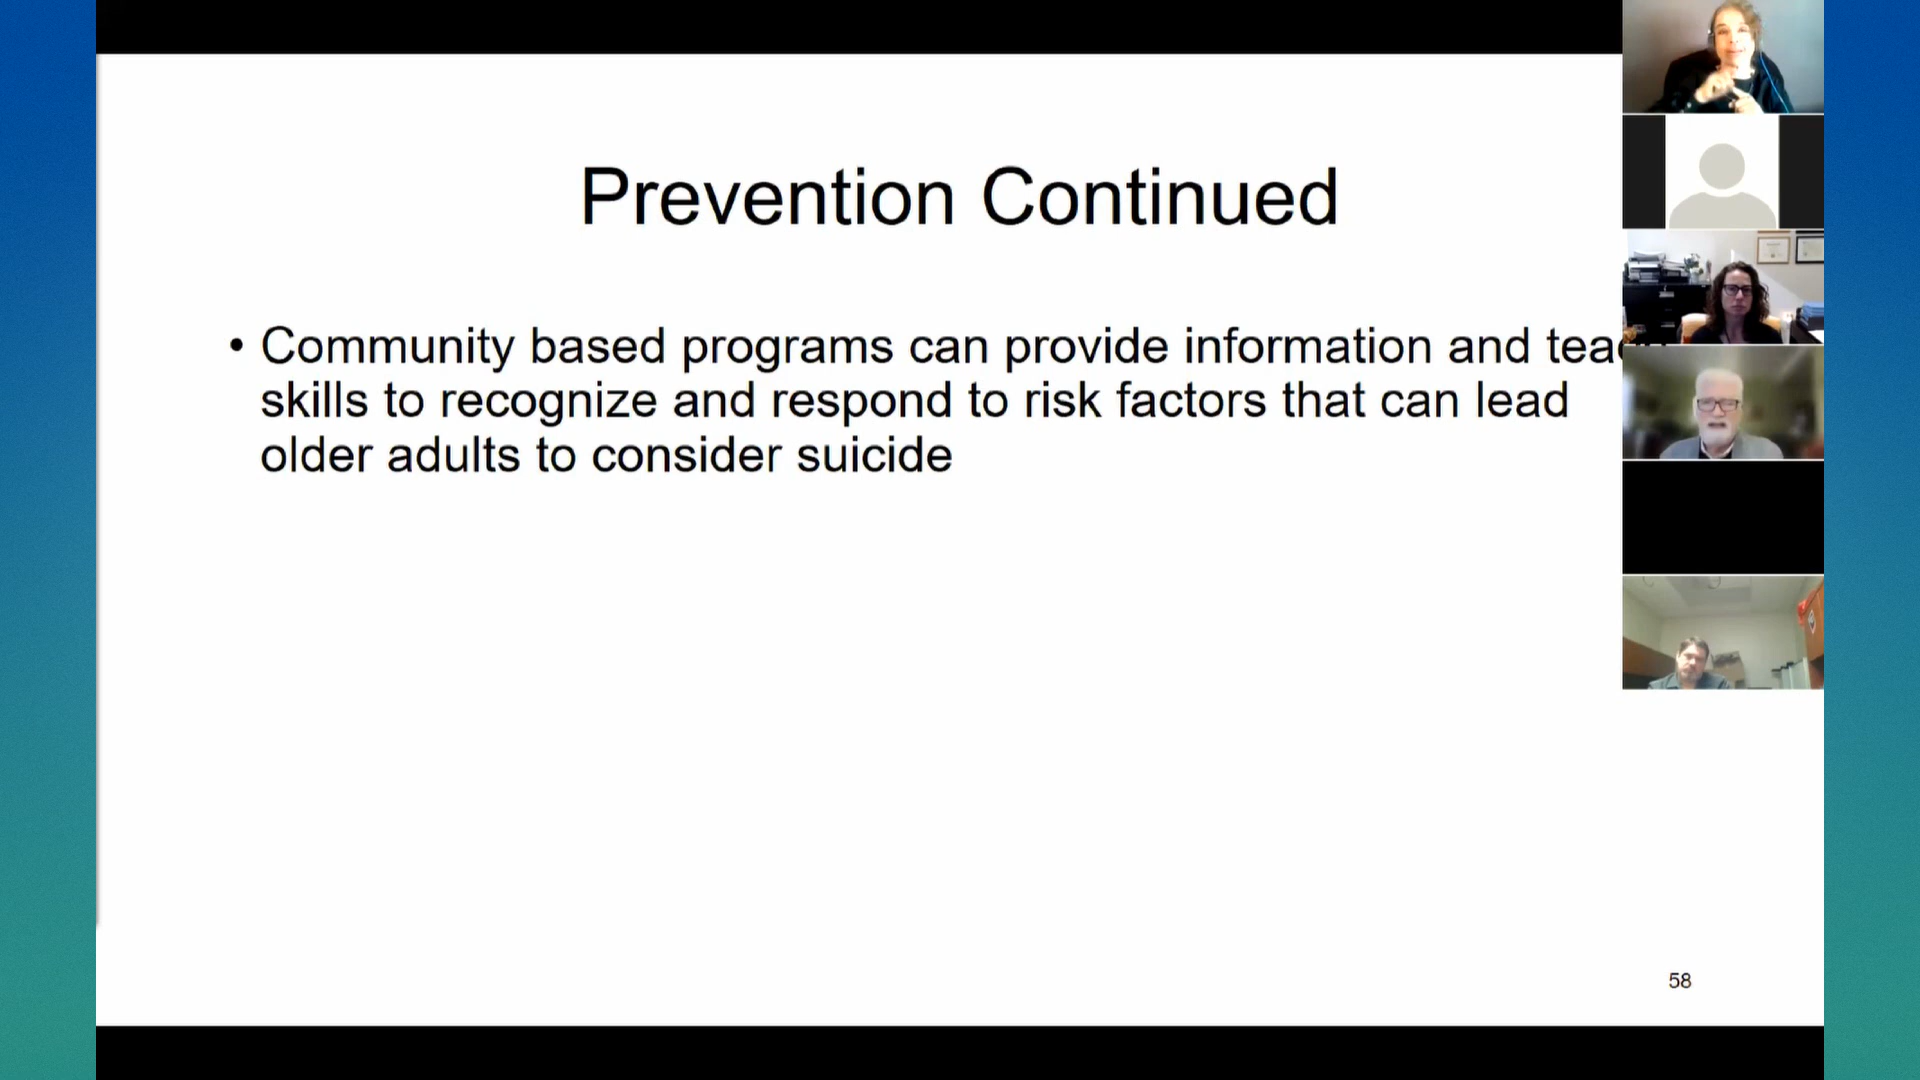 Prevention Continued
• Community based programs can provide information and teach
skills to recognize and respond to risk factors that can lead
older adults to consider suicide
58